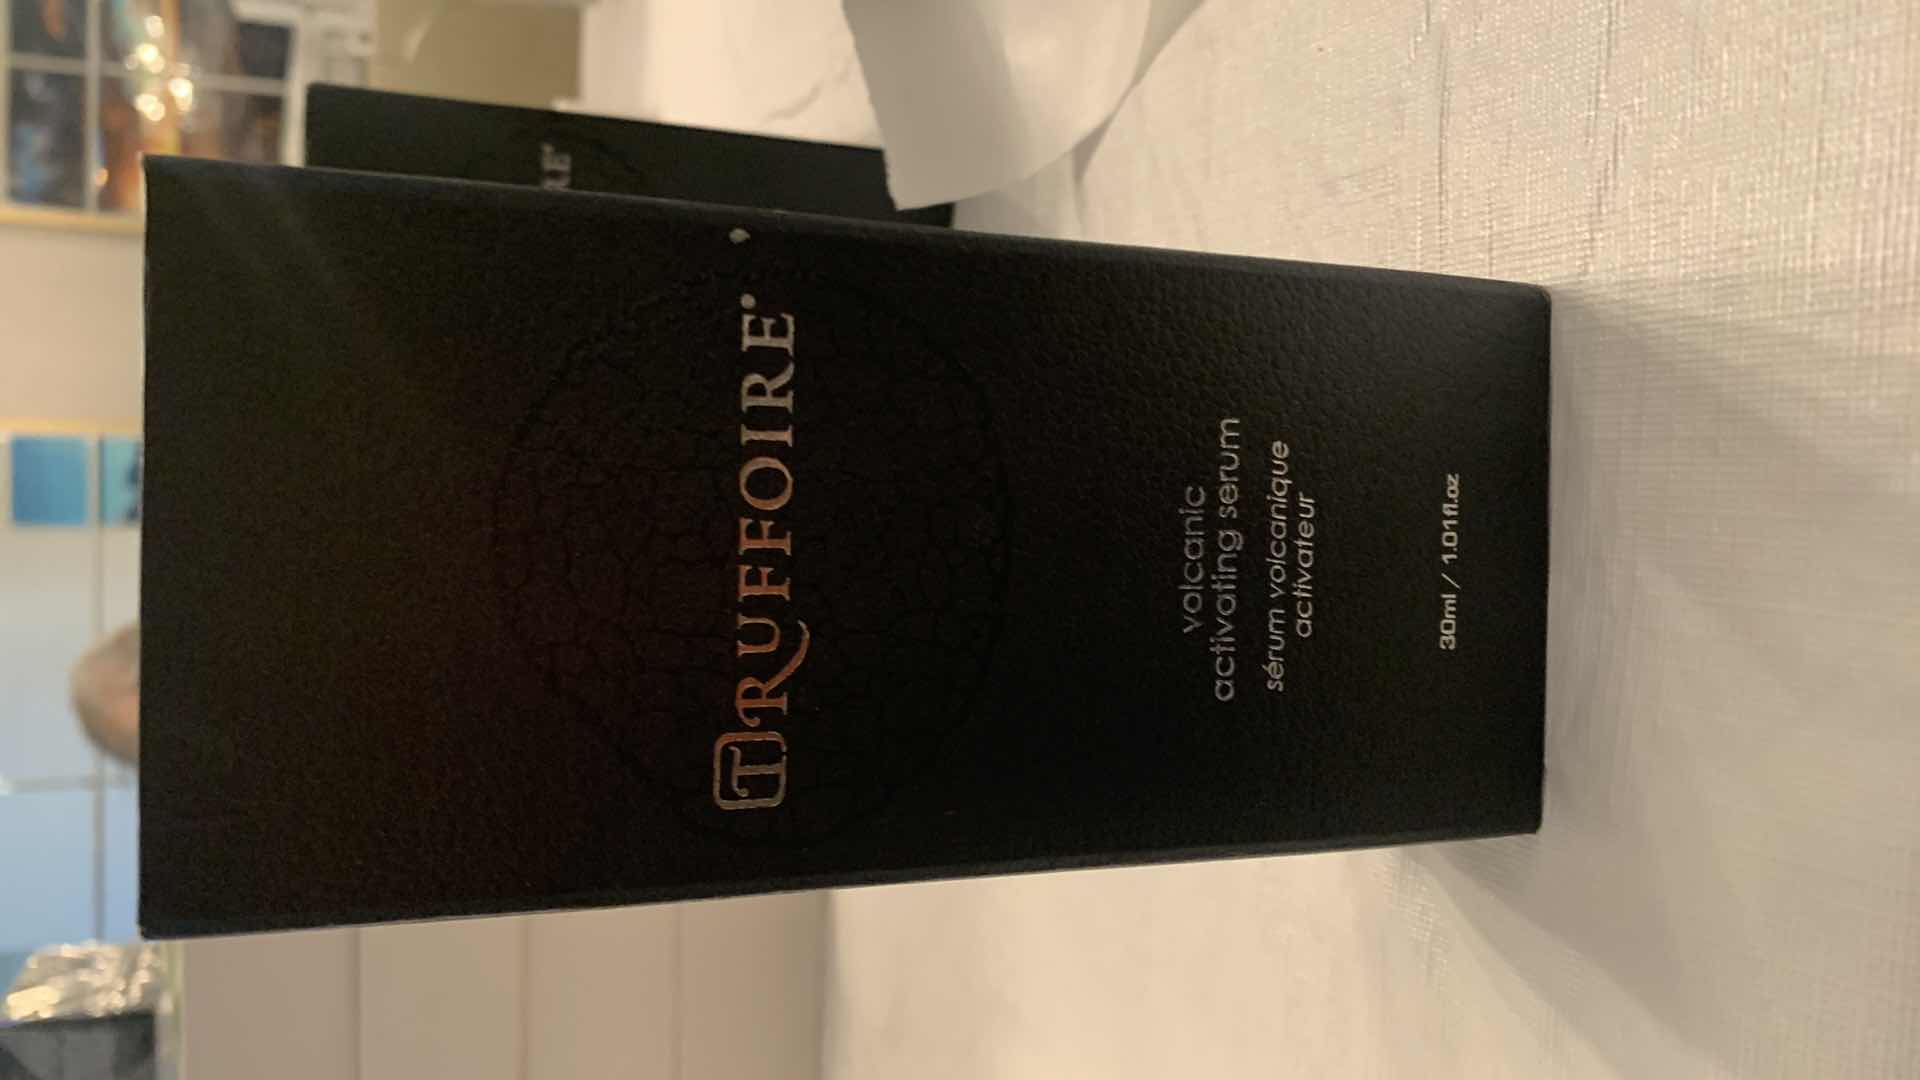 TRUFFOIRE
volcanic
activating serum
sérum volcanique
activateur
30ml / 1.01fl.oz